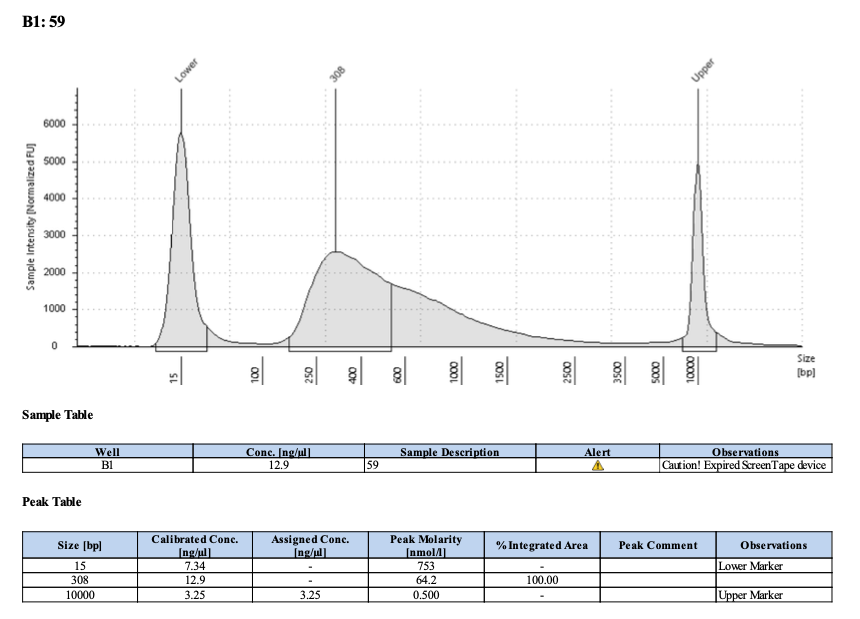 B1: 59
Lower
308
Upper
Sample Intensity [Normalized FU]
6000
5000
4000
3000
2000
1000
0
15
100
250
400
600
1000
1500
2500
3500
5000
10000
Size
[bp]
Sample Table
Well Conc. [ng/µl] Sample Description Alert Observations
B1 12.9 59 Caution! Expired ScreenTape device
Peak Table
Size [bp] Calibrated Conc. [ng/µl] Assigned Conc. [ng/µl] Peak Molarity [nmol/l] % Integrated Area Peak Comment Observations
15 7.34 - 753 - Lower Marker
308 12.9 - 64.2 100.00
10000 3.25 3.25 0.500 - Upper Marker